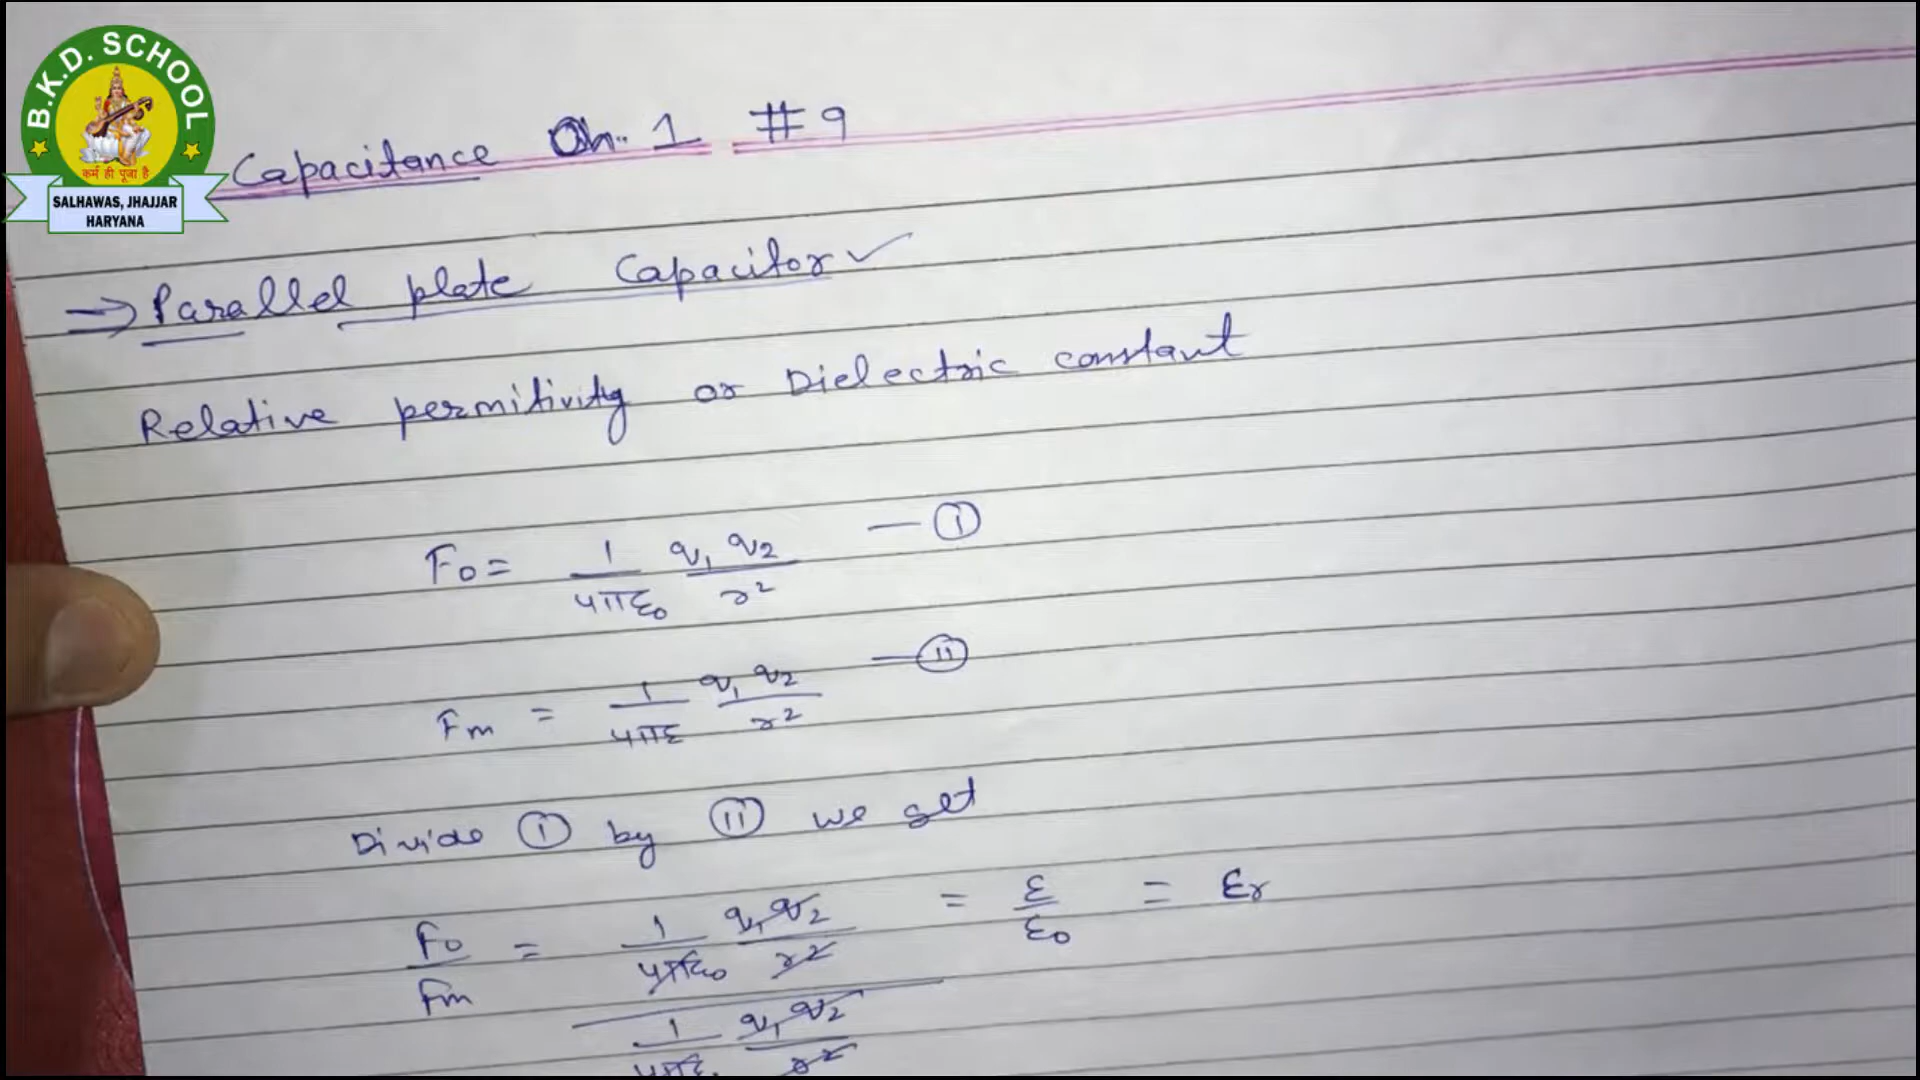 B.K.D. SCHOOL
कर्म ही पूजा है
SALHAWAS, JHAJJAR
HARYANA
Capacitance Ch. 1 #9
⇒ Parallel plate Capacitor ✓
Relative permitivity or Dielectric constant
F₀ = 1/4πε₀ q₁q₂/r² — (i)
Fm = 1/4πε q₁q₂/r² — (ii)
Divide (i) by (ii) we get
F₀/Fm = 1/4πε₀ q₁q₂/r² = ε/ε₀ = εr
1/4πε q₁q₂/r²